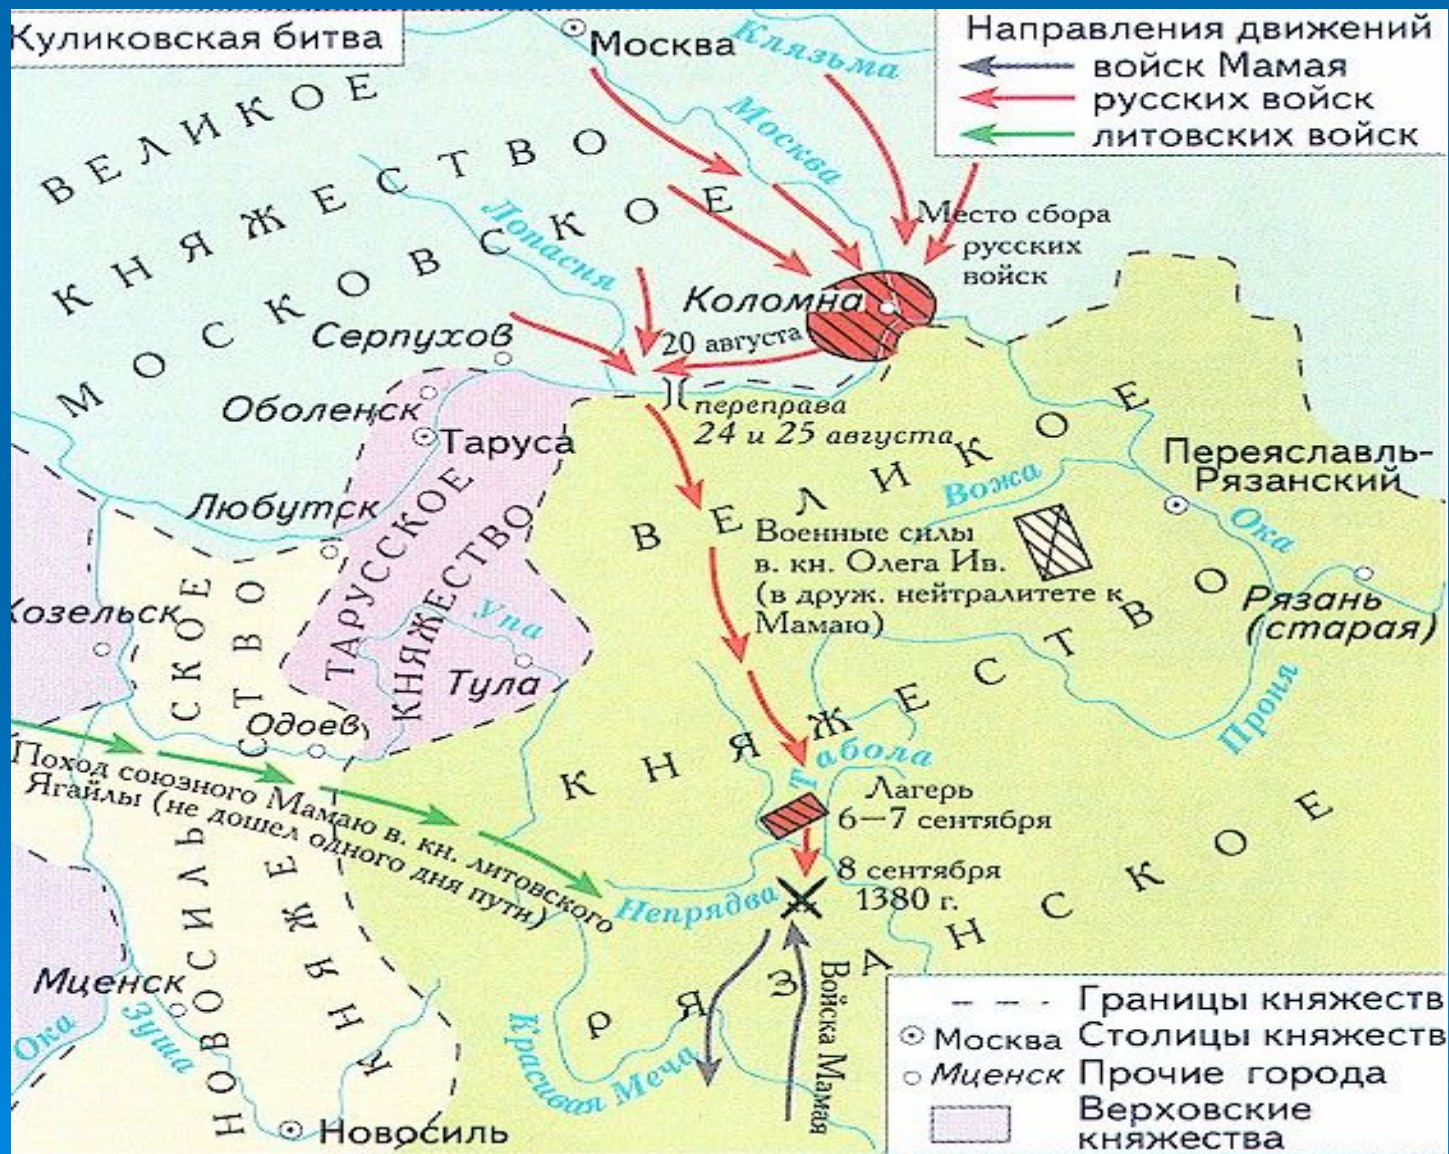 Куликовская битва
Москва
Клязьма
Направления движений
войск Мамая
русских войск
литовских войск
Москва
ВЕЛИКОЕ
КНЯЖЕСТВО
МОСКОВСКОЕ
Лопасня
Место сбора
русских
войск
Коломна
Серпухов
20 августа
Оболенск
переправа
24 и 25 августа
Таруса
ВЕЛИКОЕ
КНЯЖЕСТВО
РЯЗАНСКОЕ
Переяславль-
Рязанский
Вожа
Любутск
ТАРУССКОЕ
КНЯЖЕСТВО
Военные силы
в. кн. Олега Ив.
(в друж. нейтралитете к
Мамаю)
Ока
Рязань
(старая)
Козельск
Упа
Тула
Проня
Одоев
НОВОСИЛЬСКОЕ
КНЯЖЕСТВО
Табола
Поход союзного Мамаю в. кн. литовского
Ягайлы (не дошел одного дня пути)
Лагерь
6—7 сентября
8 сентября
1380 г.
Непрядва
Войска Мамая
Мценск
Зуша
Ока
Красивая Меча
Новосиль
Границы княжеств
Москва Столицы княжеств
Мценск Прочие города
Верховские
княжества